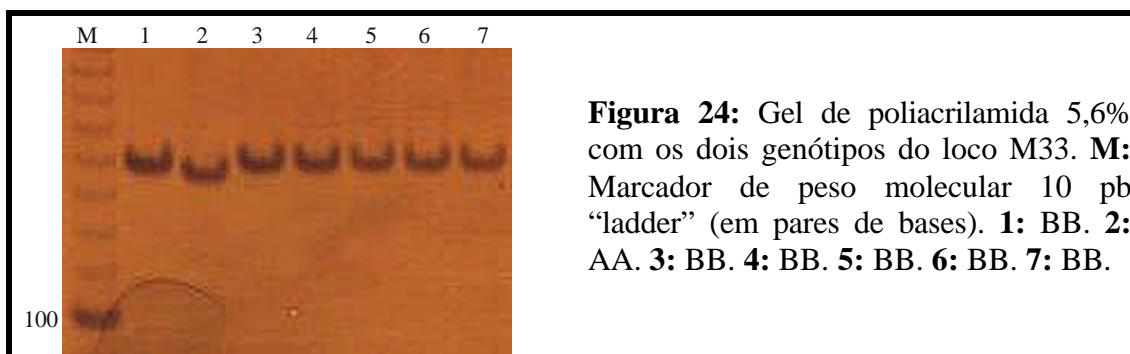 M 1 2 3 4 5 6 7
100
Figura 24: Gel de poliacrilamida 5,6%
com os dois genótipos do loco M33. M:
Marcador de peso molecular 10 pb
“ladder” (em pares de bases). 1: BB. 2:
AA. 3: BB. 4: BB. 5: BB. 6: BB. 7: BB.